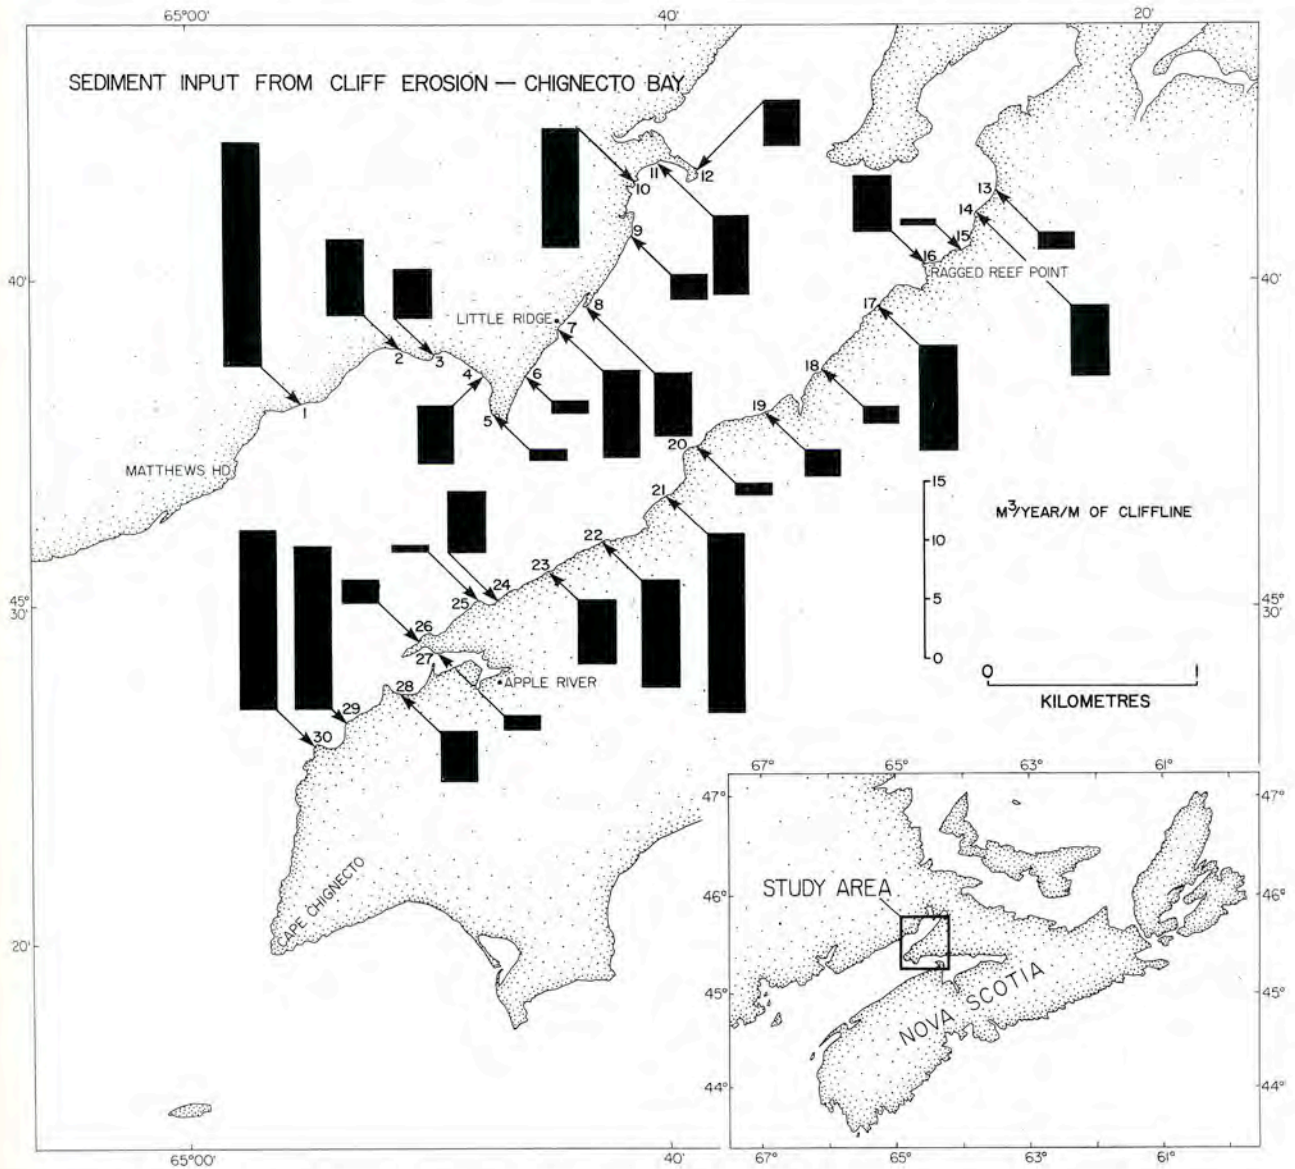 65°00' 40' 20'
SEDIMENT INPUT FROM CLIFF EROSION — CHIGNECTO BAY
12
11
10
13
14
9
15
16
RAGGED REEF POINT
40' 40'
8
17
LITTLE RIDGE
7
2 3
18
4 6
1
5
19
20
MATTHEWS HD.
21
15
M³/YEAR/M OF CLIFFLINE
10
22
23
24
25
5
45° 30' 45° 30'
26
27
0
0 1
KILOMETRES
APPLE RIVER
28
29
30
67° 65° 63° 61°
47° 47°
CAPE CHIGNECTO
STUDY AREA
46° 46°
20'
NOVA SCOTIA
45° 45°
44° 44°
65°00' 40' 67° 65° 63° 61°